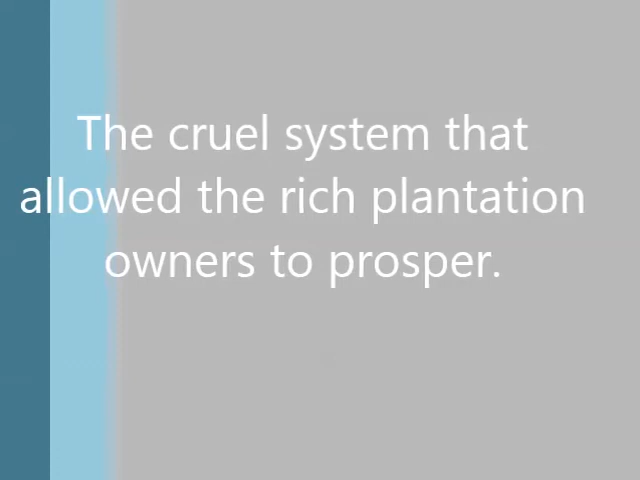 The cruel system that
allowed the rich plantation
owners to prosper.